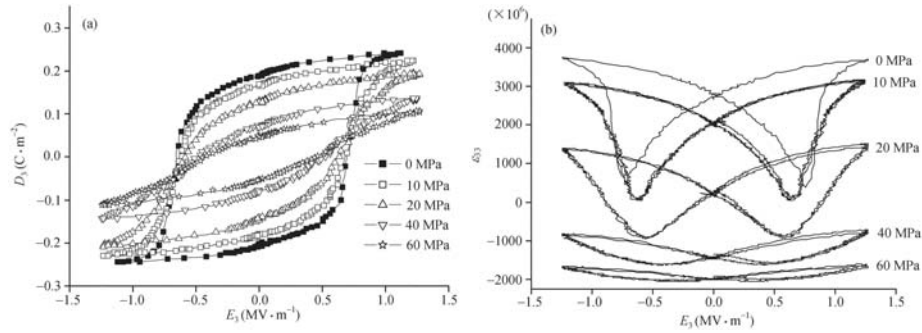 (a)
0.3
0.2
0.1
0.0
−0.1
−0.2
−0.3
D₃ (C·m⁻²)
0 MPa
10 MPa
20 MPa
40 MPa
60 MPa
−1.5 −1.0 −0.5 0.0 0.5 1.0 1.5
E₃ (MV·m⁻¹)
(×10⁶)
(b)
4000
3000
2000
1000
0
−1000
−2000
ε₃₃
0 MPa
10 MPa
20 MPa
40 MPa
60 MPa
−1.5 −1.0 −0.5 0.0 0.5 1.0 1.5
E₃ (MV·m⁻¹)